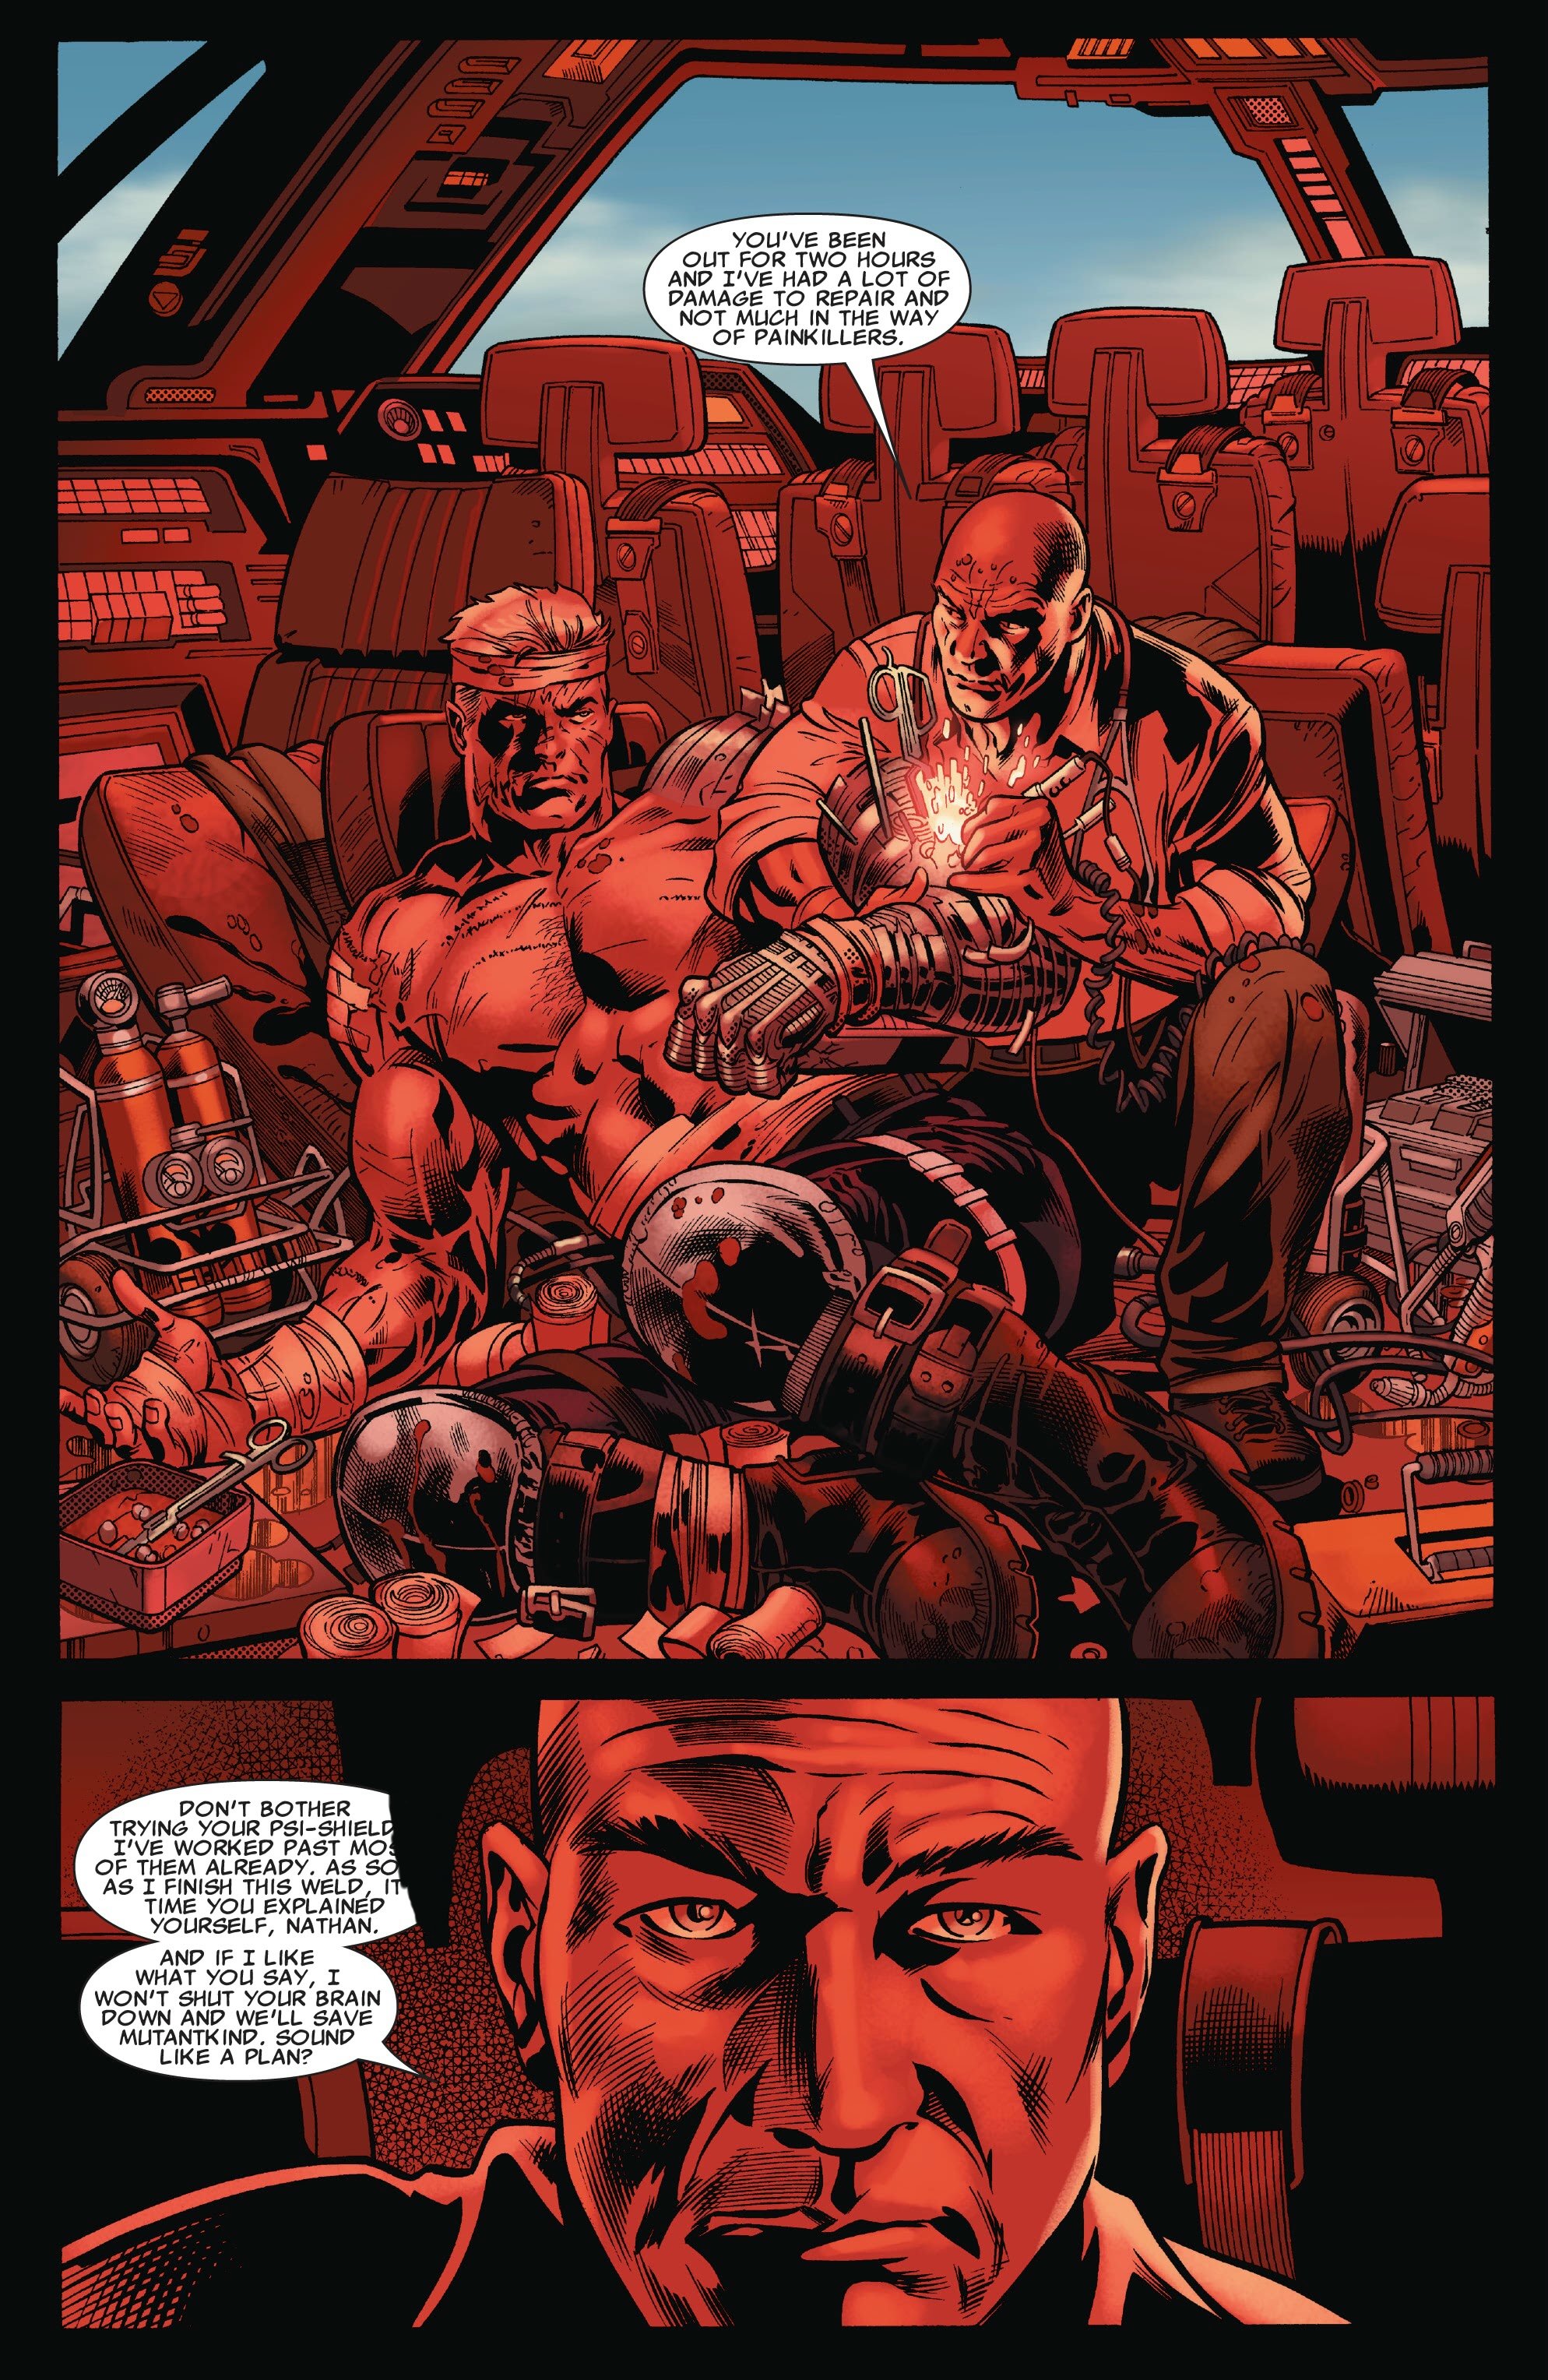 YOU'VE BEEN
OUT FOR TWO HOURS
AND I'VE HAD A LOT OF
DAMAGE TO REPAIR AND
NOT MUCH IN THE WAY
OF PAINKILLERS.
DON'T BOTHER
TRYING YOUR PSI-SHIELD
I'VE WORKED PAST
OF THEM ALREADY. AS
AS I FINISH THIS WELD,
TIME YOU EXPLAINED
YOURSELF, NATHAN.
AND IF I LIKE
WHAT YOU SAY, I
WON'T SHUT YOUR BRAIN
DOWN AND WE'LL SAVE
MUTANTKIND. SOUND
LIKE A PLAN?